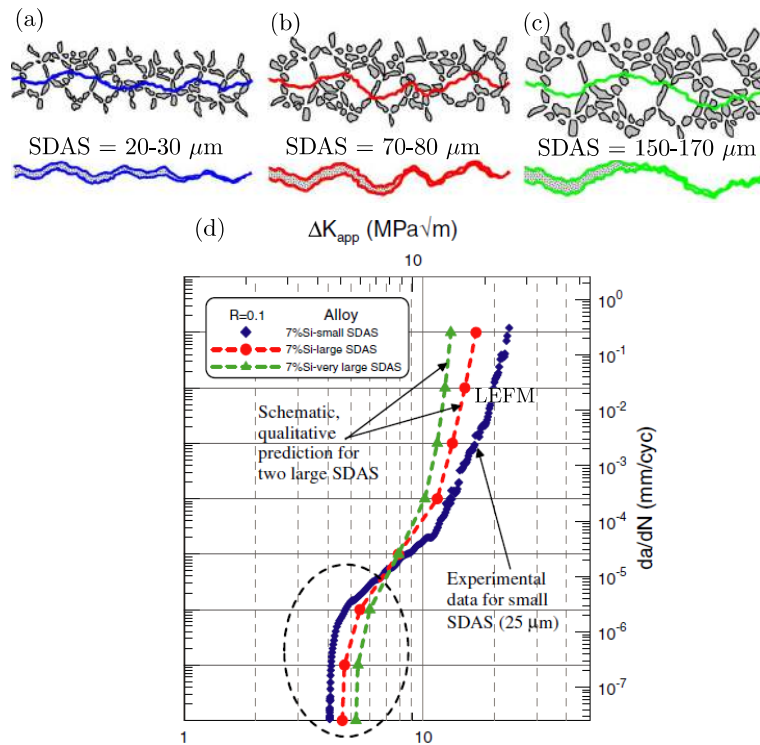 (a)
(b)
(c)
SDAS = 20-30 μm
SDAS = 70-80 μm
SDAS = 150-170 μm
(d)
ΔK_app (MPa√m)
10
R=0.1 Alloy
7%Si-small SDAS
7%Si-large SDAS
7%Si-very large SDAS
LEFM
Schematic,
qualitative
prediction for
two large SDAS
Experimental
data for small
SDAS (25 μm)
10^0
10^-1
10^-2
10^-3
10^-4
10^-5
10^-6
10^-7
da/dN (mm/cyc)
1
10